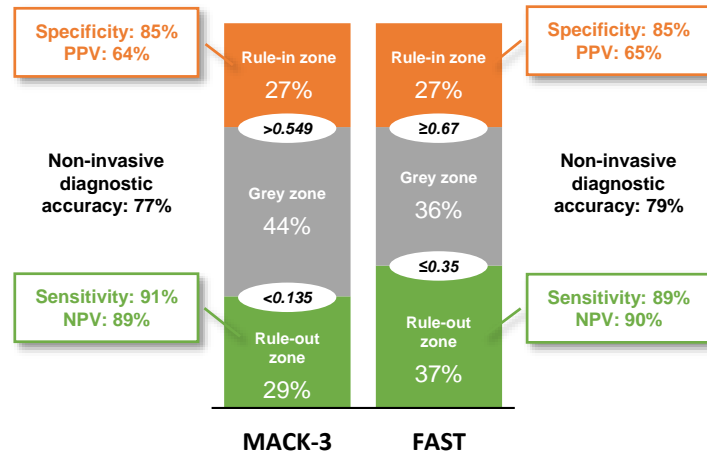 Specificity: 85%
PPV: 64%
Non-invasive
diagnostic
accuracy: 77%
Sensitivity: 91%
NPV: 89%
Rule-in zone
27%
>0.549
Grey zone
44%
<0.135
Rule-out
zone
29%
MACK-3
Rule-in zone
27%
≥0.67
Grey zone
36%
≤0.35
Rule-out
zone
37%
FAST
Specificity: 85%
PPV: 65%
Non-invasive
diagnostic
accuracy: 79%
Sensitivity: 89%
NPV: 90%